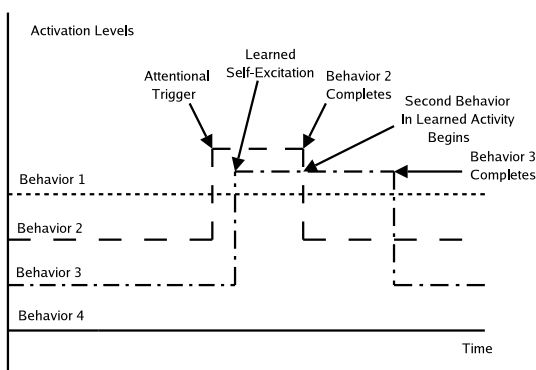 Activation Levels
Learned
Self-Excitation
Attentional
Trigger
Behavior 2
Completes
Second Behavior
In Learned Activity
Begins
Behavior 3
Completes
Behavior 1
Behavior 2
Behavior 3
Behavior 4
Time